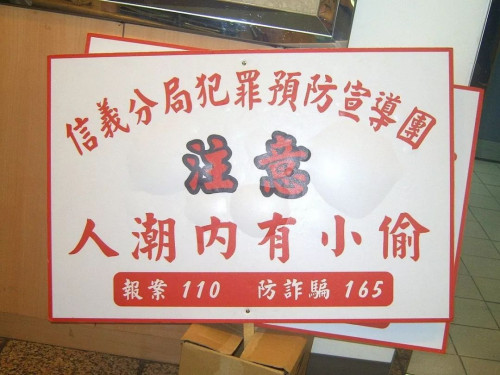 信義分局犯罪預防宣導團
注意
人潮內有小偷
報案 110 防詐騙 165